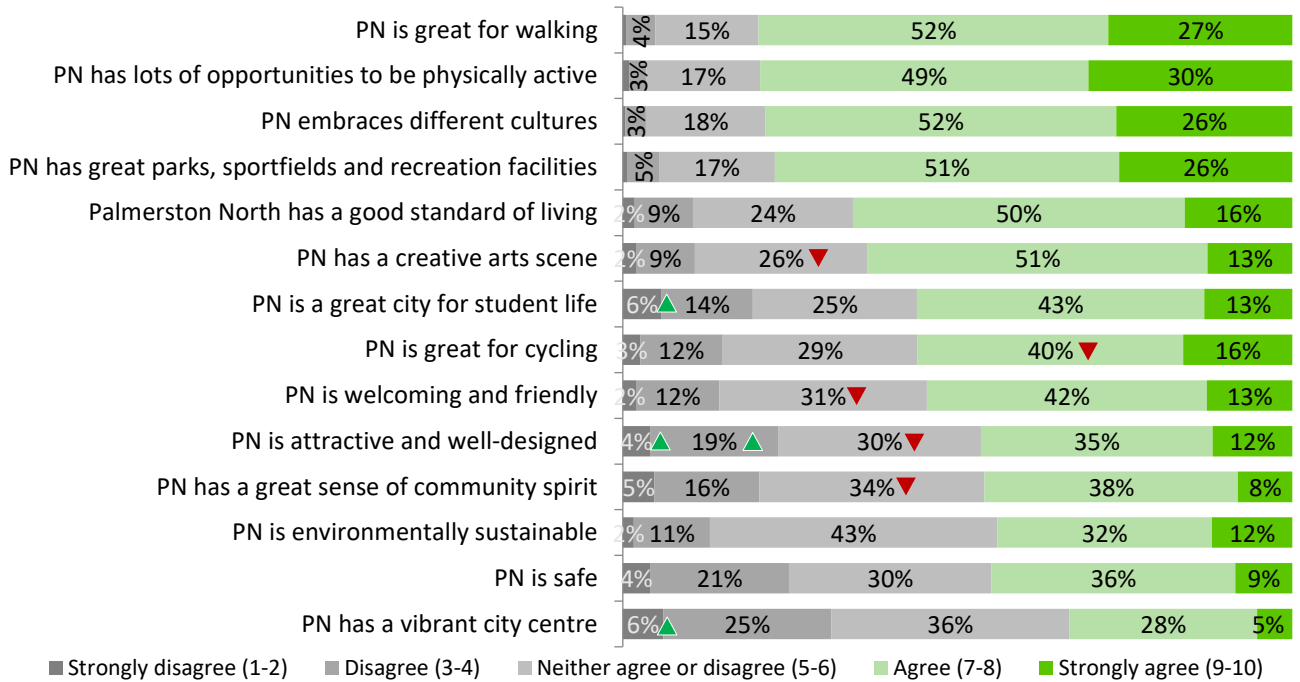 PN is great for walking 4% 15% 52% 27%
PN has lots of opportunities to be physically active 3% 17% 49% 30%
PN embraces different cultures 3% 18% 52% 26%
PN has great parks, sportfields and recreation facilities 5% 17% 51% 26%
Palmerston North has a good standard of living 2% 9% 24% 50% 16%
PN has a creative arts scene 2% 9% 26% 51% 13%
PN is a great city for student life 6% 14% 25% 43% 13%
PN is great for cycling 3% 12% 29% 40% 16%
PN is welcoming and friendly 2% 12% 31% 42% 13%
PN is attractive and well-designed 4% 19% 30% 35% 12%
PN has a great sense of community spirit 5% 16% 34% 38% 8%
PN is environmentally sustainable 2% 11% 43% 32% 12%
PN is safe 4% 21% 30% 36% 9%
PN has a vibrant city centre 6% 25% 36% 28% 5%
Strongly disagree (1-2) Disagree (3-4) Neither agree or disagree (5-6) Agree (7-8) Strongly agree (9-10)